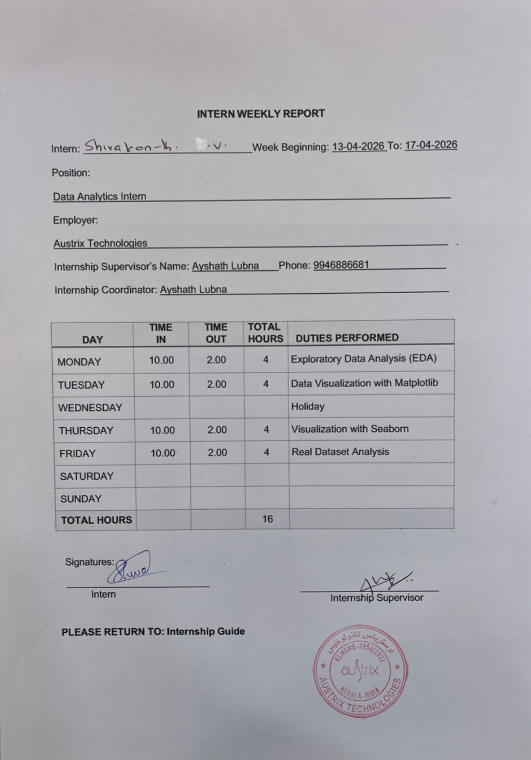 INTERN WEEKLY REPORT
Intern: Week Beginning: 13-04-2026 To: 17-04-2026
Position:
Data Analytics Intern
Employer:
Austrix Technologies
Internship Supervisor's Name: Ayshath Lubna Phone: 9946886681
Internship Coordinator: Ayshath Lubna
DAY TIME IN TIME OUT TOTAL HOURS DUTIES PERFORMED
MONDAY 10.00 2.00 4 Exploratory Data Analysis (EDA)
TUESDAY 10.00 2.00 4 Data Visualization with Matplotlib
WEDNESDAY Holiday
THURSDAY 10.00 2.00 4 Visualization with Seaborn
FRIDAY 10.00 2.00 4 Real Dataset Analysis
SATURDAY
SUNDAY
TOTAL HOURS 16
Signatures:
Intern
Internship Supervisor
PLEASE RETURN TO: Internship Guide
austrix
KERALA-INDIA
AUSTRIX TECHNOLOGIES